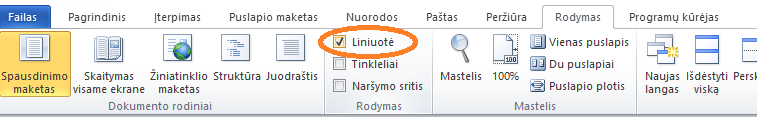 Failas Pagrindinis Įterpimas Puslapio maketas Nuorodos Paštas Peržiūra Rodymas Programų kūrėjas
Spausdinimo maketas
Skaitymas visame ekrane
Žiniatinklio maketas
Struktūra
Juodraštis
Dokumento rodiniai
Liniuotė
Tinkleliai
Naršymo sritis
Rodymas
Mastelis
100%
Vienas puslapis
Du puslapiai
Puslapio plotis
Mastelis
Naujas langas
Išdėstyti viską
Persk